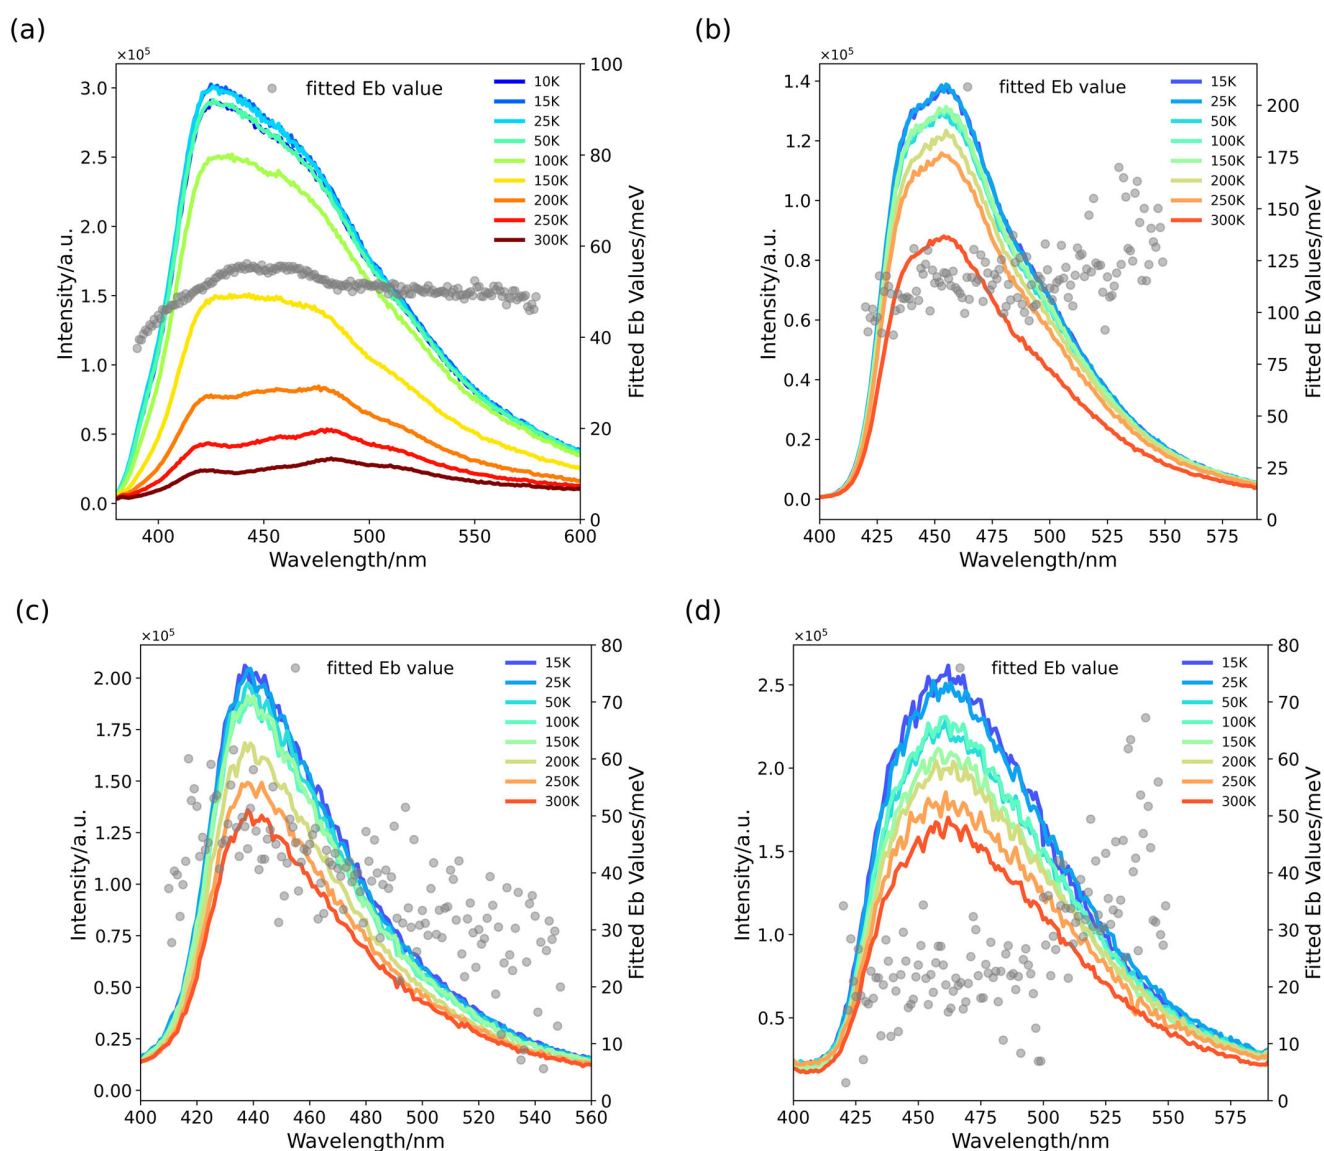 (a)
×10⁵
fitted Eb value
10K
15K
25K
50K
100K
150K
200K
250K
300K
3.0
2.5
2.0
1.5
1.0
0.5
0.0
Intensity/a.u.
100
80
60
40
20
0
Fitted Eb Values/meV
400 450 500 550 600
Wavelength/nm
(b)
×10⁵
fitted Eb value
15K
25K
50K
100K
150K
200K
250K
300K
1.4
1.2
1.0
0.8
0.6
0.4
0.2
0.0
Intensity/a.u.
200
175
150
125
100
75
50
25
0
Fitted Eb Values/meV
400 425 450 475 500 525 550 575
Wavelength/nm
(c)
×10⁵
fitted Eb value
15K
25K
50K
100K
150K
200K
250K
300K
2.00
1.75
1.50
1.25
1.00
0.75
0.50
0.25
0.00
Intensity/a.u.
80
70
60
50
40
30
20
10
0
Fitted Eb Values/meV
400 420 440 460 480 500 520 540 560
Wavelength/nm
(d)
×10⁵
fitted Eb value
15K
25K
50K
100K
150K
200K
250K
300K
2.5
2.0
1.5
1.0
0.5
Intensity/a.u.
80
70
60
50
40
30
20
10
0
Fitted Eb Values/meV
400 425 450 475 500 525 550 575
Wavelength/nm